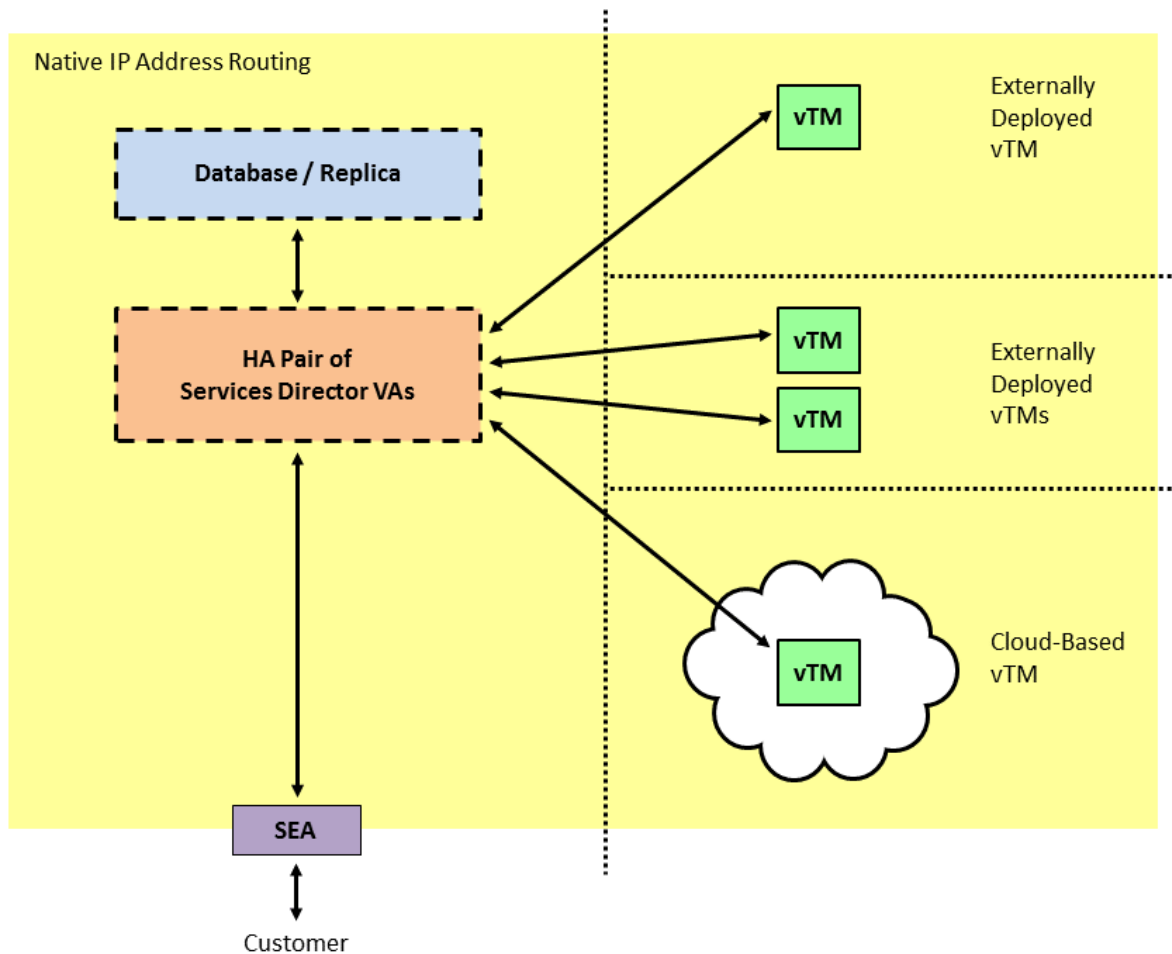 Native IP Address Routing
Database / Replica
HA Pair of
Services Director VAs
SEA
Customer
vTM
Externally
Deployed
vTM
vTM
vTM
Externally
Deployed
vTMs
vTM
Cloud-Based
vTM